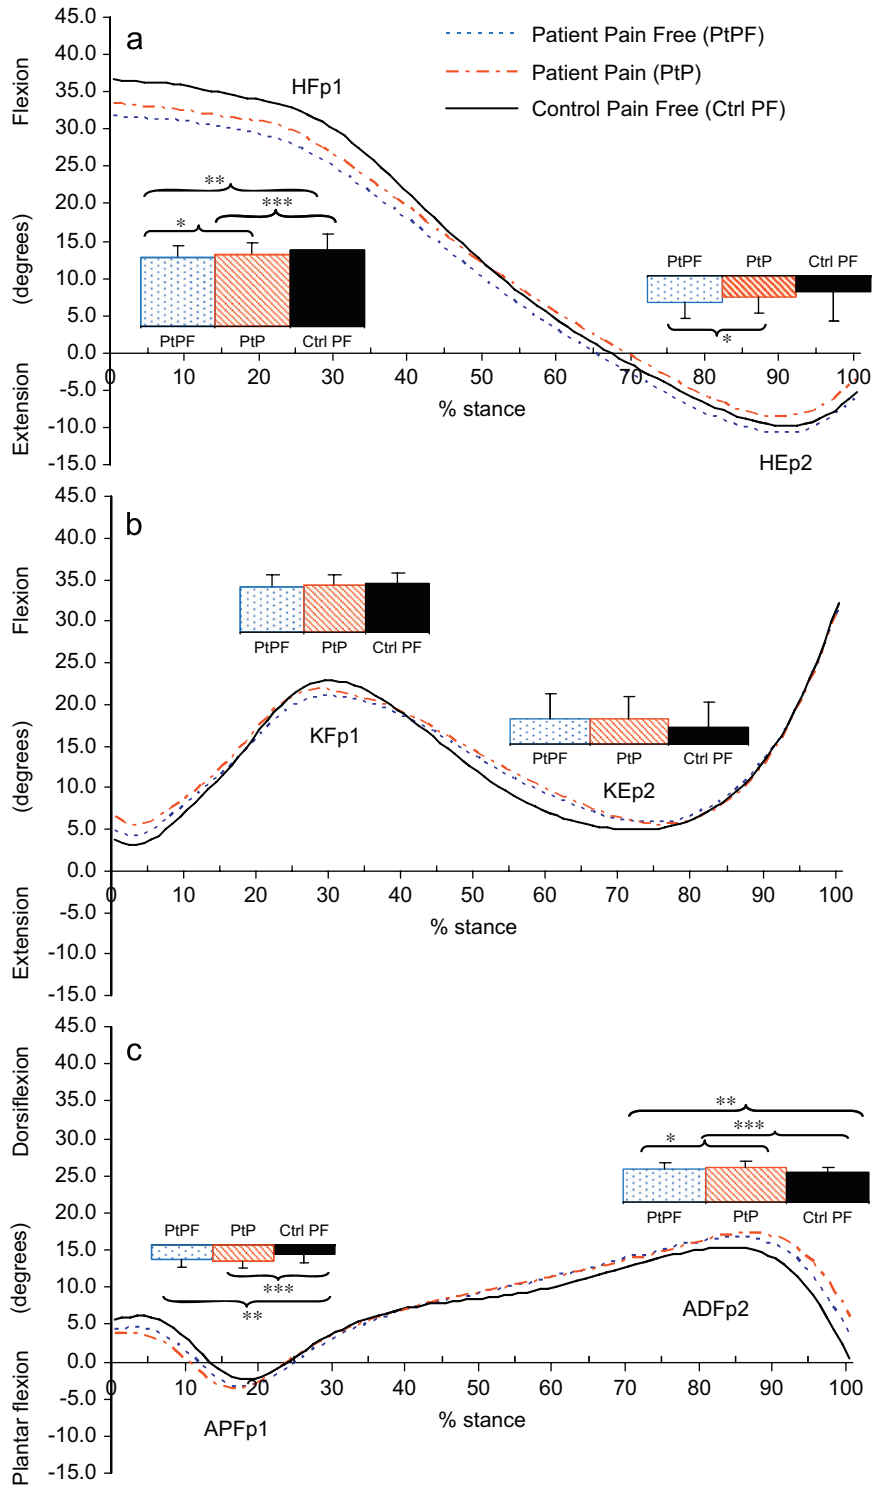 a
45.0
40.0
35.0
30.0
25.0
20.0
15.0
10.0
5.0
0.0
-5.0
-10.0
-15.0
Flexion
(degrees)
Extension
Patient Pain Free (PtPF)
Patient Pain (PtP)
Control Pain Free (Ctrl PF)
HFp1
**
***
*
PtPF PtP Ctrl PF
PtPF PtP Ctrl PF
*
0 10 20 30 40 50 60 70 80 90 100
% stance
HEp2
b
45.0
40.0
35.0
30.0
25.0
20.0
15.0
10.0
5.0
0.0
-5.0
-10.0
-15.0
Flexion
(degrees)
Extension
PtPF PtP Ctrl PF
KFp1
PtPF PtP Ctrl PF
KEp2
0 10 20 30 40 50 60 70 80 90 100
% stance
c
45.0
40.0
35.0
30.0
25.0
20.0
15.0
10.0
5.0
0.0
-5.0
-10.0
-15.0
Dorsiflexion
(degrees)
Plantar flexion
**
***
*
PtPF PtP Ctrl PF
PtPF PtP Ctrl PF
***
**
ADFp2
0 10 20 30 40 50 60 70 80 90 100
% stance
APFp1